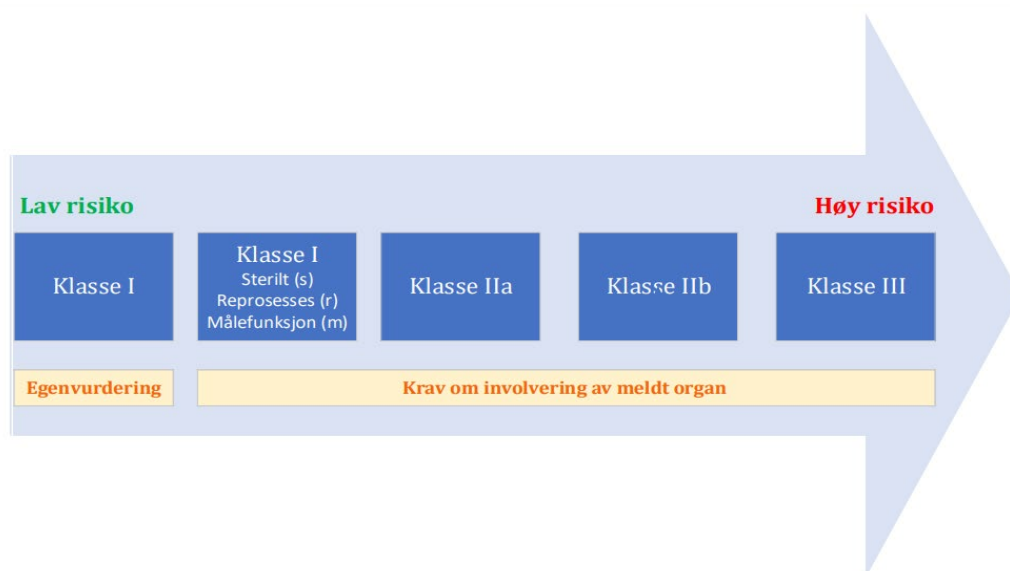 Lav risiko
Høy risiko
Klasse I
Klasse I
Sterilt (s)
Reprosesses (r)
Målefunksjon (m)
Klasse IIa
Klasse IIb
Klasse III
Egenvurdering
Krav om involvering av meldt organ